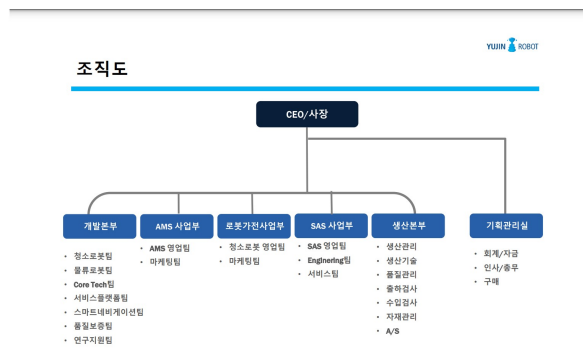 YUJIN ROBOT
조직도
CEO/사장
개발본부
청소로봇팀
물류로봇팀
Core Tech팀
서비스플랫폼팀
스마트네비게이션팀
품질보증팀
연구지원팀
AMS 사업부
AMS 영업팀
마케팅팀
로봇가전사업부
청소로봇 영업팀
마케팅팀
SAS 사업부
SAS 영업팀
Enginering팀
서비스팀
생산본부
생산관리
생산기술
품질관리
출하검사
수입검사
자재관리
A/S
기획관리실
회계/자금
인사/총무
구매